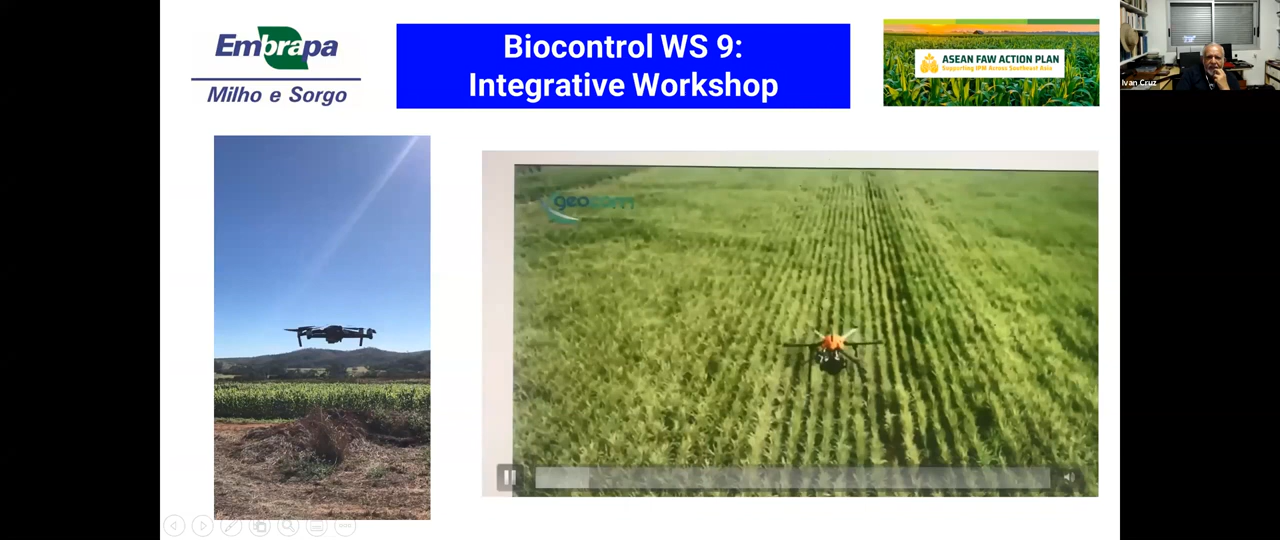 Embrapa
Milho e Sorgo
Biocontrol WS 9:
Integrative Workshop
ASEAN FAW ACTION PLAN
Supporting IPM Across Southeast Asia
Ivan Cruz
geocom